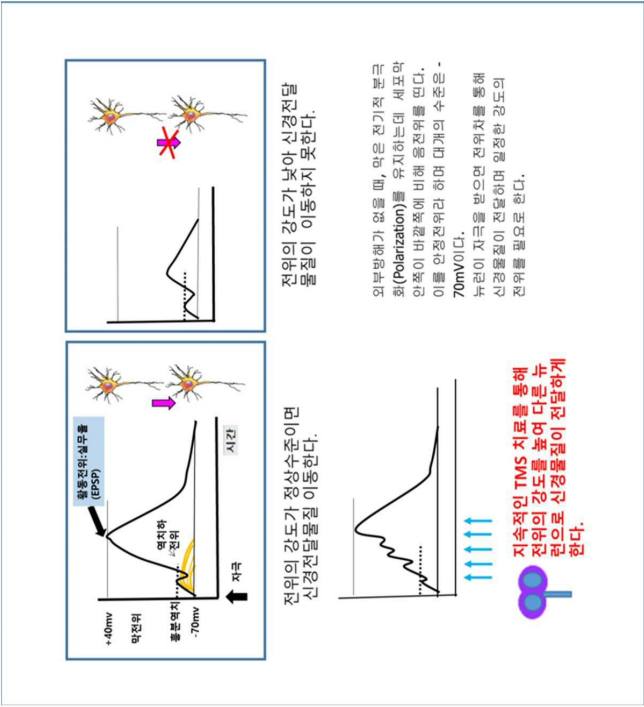 활동전위:실무율
(EPSP)
+40mv
막전위
흥분역치
-70mv
역치하
전위
자극
시간
전위의 강도가 정상수준이면
신경전달물질 이동한다.
전위의 강도가 낮아 신경전달
물질이 이동하지 못한다.
지속적인 TMS 치료를 통해
전위의 강도를 높여 다른 뉴
런으로 신경물질이 전달하게
한다.
외부방해가 없을 때, 막은 전기적 분극
화(Polarization)를 유지하는데 세포막
안쪽이 바깥쪽에 비해 음전위를 띤다.
이를 안정전위라 하며 대개의 수준은 -
70mV이다.
뉴런이 자극을 받으면 전위차를 통해
신경물질이 전달하며 일정한 강도의
전위를 필요로 한다.